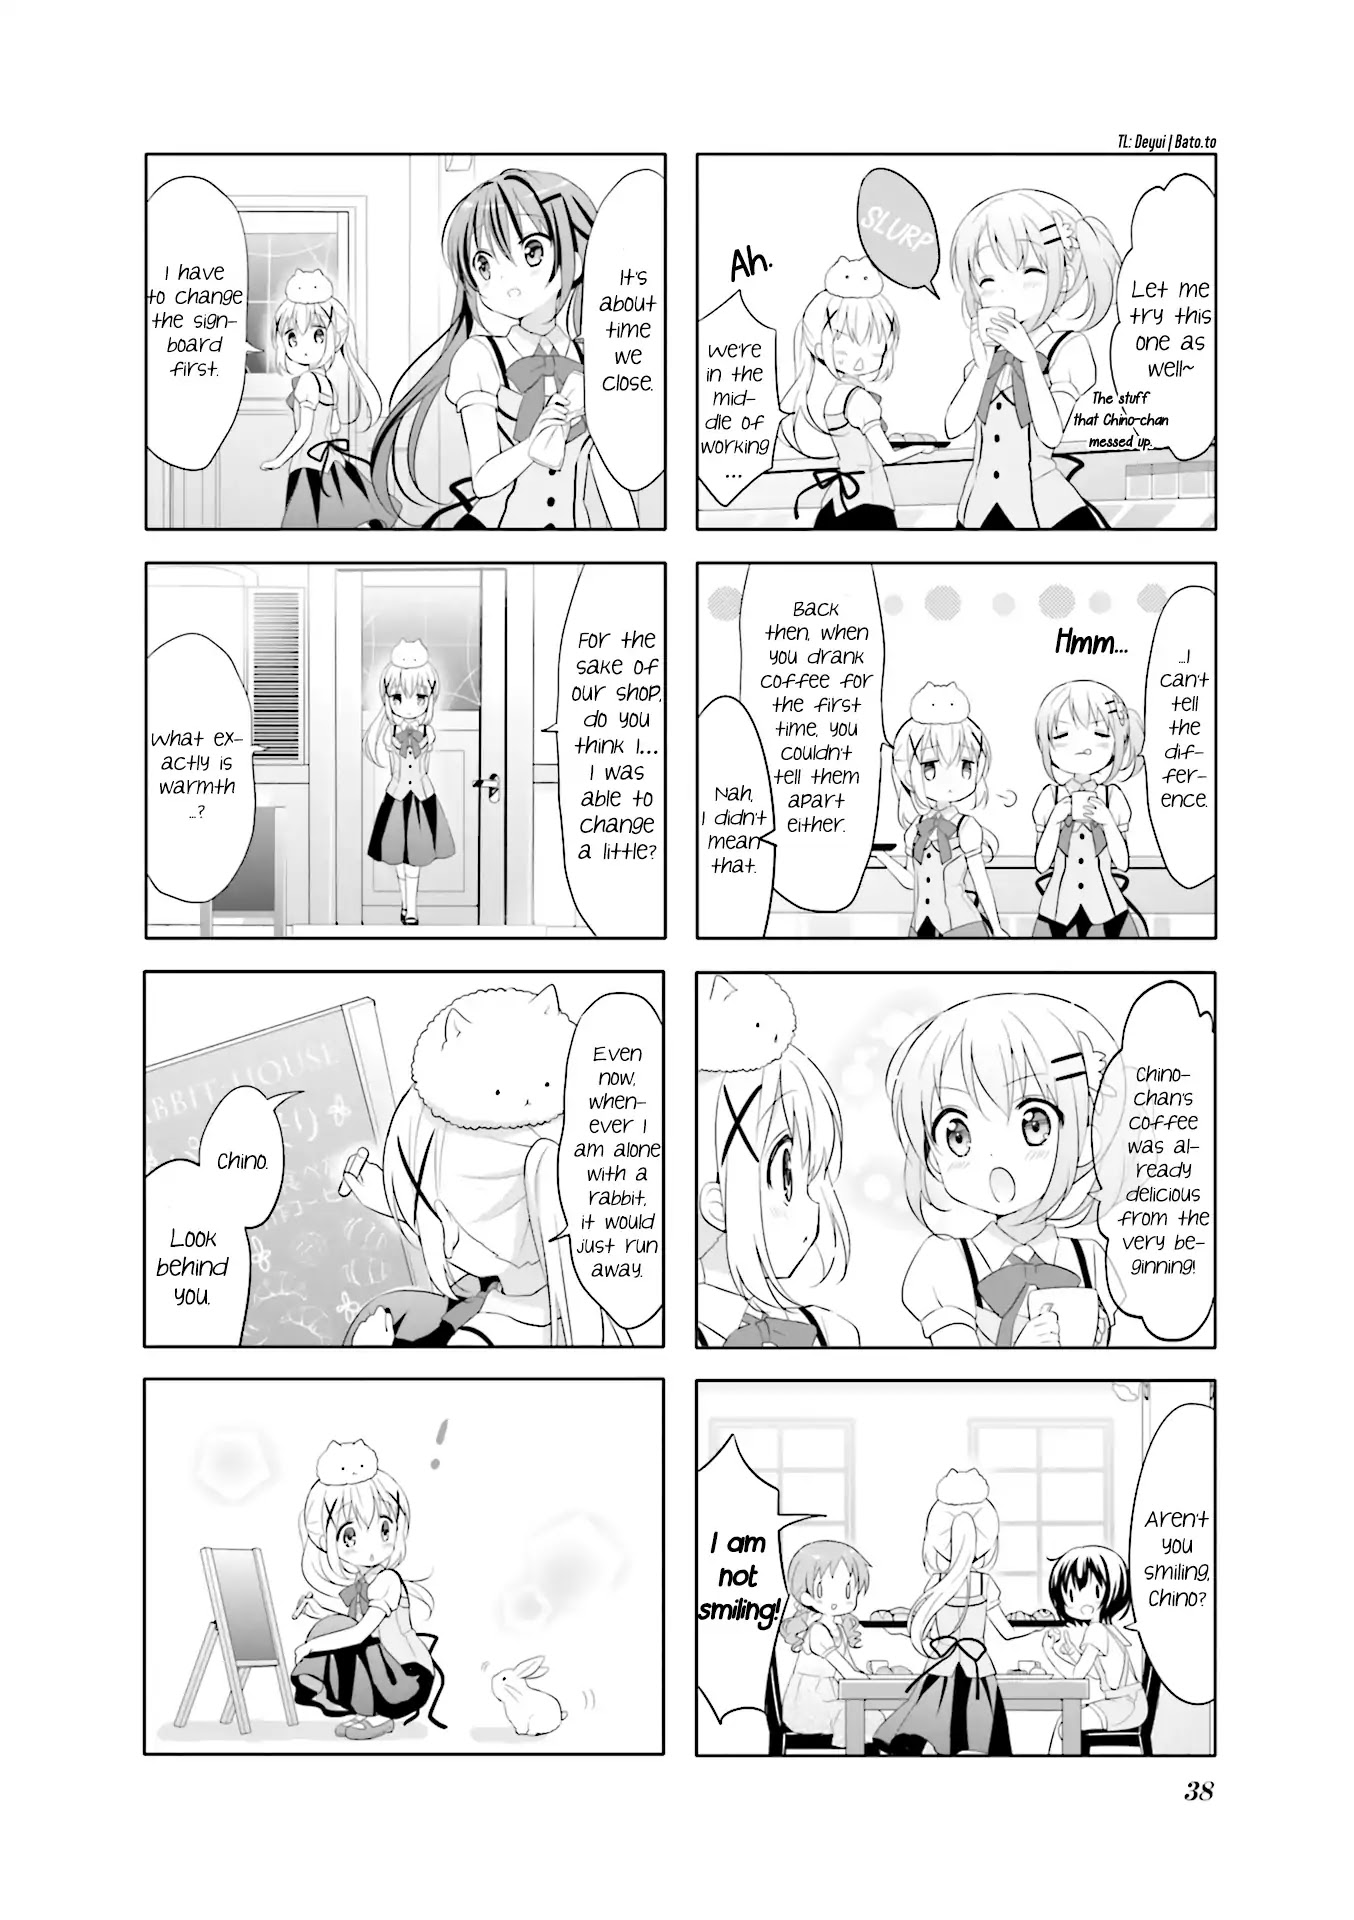 TL: Deyui | Bato.to
Let me
try this
one as
well~
The stuff
that Chino-chan
messed up.
SLURP
Ah.
We're
in the
mid-
dle of
working
...
...I
can't
tell
the
dif-
fer-
ence.
Hmm...
Back
then, when
you drank
coffee for
the first
time, you
couldn't
tell them
apart
either.
Nah,
I didn't
mean
that.
Chino-
chan's
coffee
was al-
ready
delicious
from the
very be-
ginning!
Aren't
you
smiling,
Chino?
I am
not
smiling!
It's
about
time
we
close.
I have
to change
the sign-
board
first.
For the
sake of
our shop,
do you
think I...
I was
able to
change
a little?
What ex-
actly is
warmth
...?
Even
now,
when-
ever I
am alone
with a
rabbit,
it would
just run
away.
RABBIT-HOUSE
Chino.
Look
behind
you.
!
38